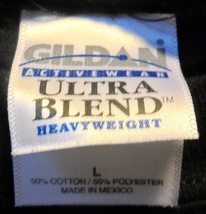 GILDAN
ACTIVEWEAR
ULTRA
BLEND™
HEAVYWEIGHT
L
50% COTTON / 50% POLYESTER
MADE IN MEXICO